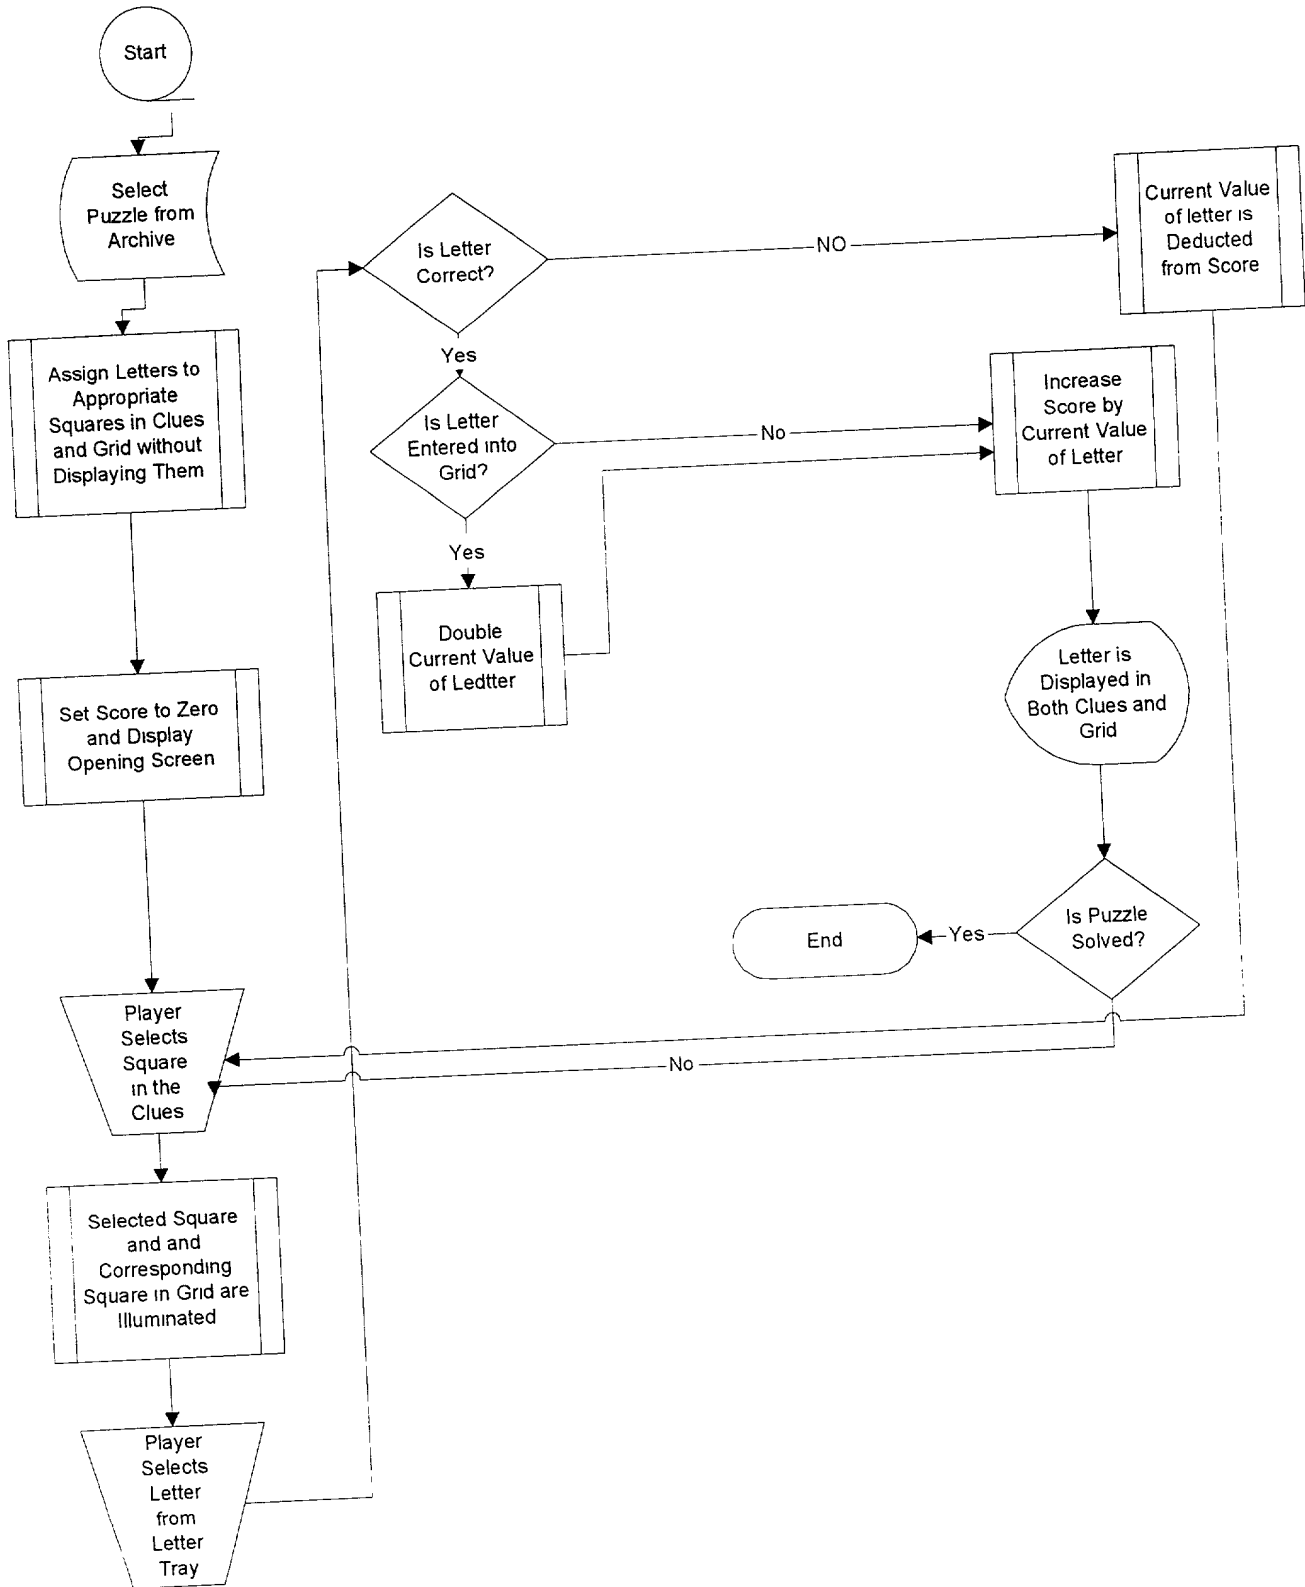 Start
Select
Puzzle from
Archive
Assign Letters to
Appropriate
Squares in Clues
and Grid without
Displaying Them
Set Score to Zero
and Display
Opening Screen
Player
Selects
Square
in the
Clues
Selected Square
and and
Corresponding
Square in Grid are
Illuminated
Player
Selects
Letter
from
Letter
Tray
Is Letter
Correct?
NO
Current Value
of letter is
Deducted
from Score
Yes
Is Letter
Entered into
Grid?
No
Increase
Score by
Current Value
of Letter
Yes
Double
Current Value
of Ledtter
Letter is
Displayed in
Both Clues and
Grid
Is Puzzle
Solved?
Yes
End
No